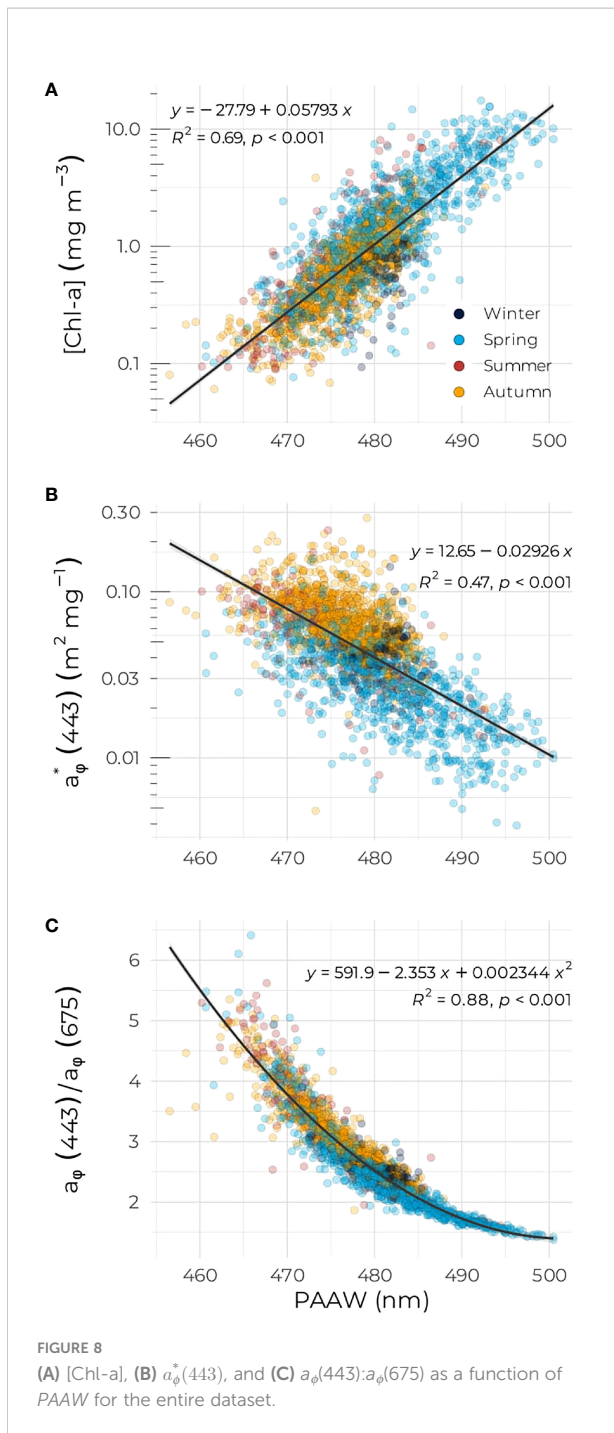 A
y = − 27.79 + 0.05793 x
R² = 0.69, p < 0.001
10.0
1.0
0.1
[Chl-a] (mg m⁻³)
Winter
Spring
Summer
Autumn
460 470 480 490 500
B
0.30
0.10
0.03
0.01
a*φ (443) (m² mg⁻¹)
y = 12.65 − 0.02926 x
R² = 0.47, p < 0.001
460 470 480 490 500
C
6
5
4
3
2
aφ (443)/aφ (675)
y = 591.9 − 2.353 x + 0.002344 x²
R² = 0.88, p < 0.001
460 470 480 490 500
PAAW (nm)
FIGURE 8
(A) [Chl-a], (B) a*ϕ(443), and (C) aϕ(443):aϕ(675) as a function of
PAAW for the entire dataset.